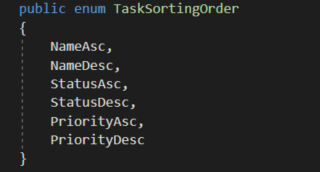 public enum TaskSortingOrder
{
NameAsc,
NameDesc,
StatusAsc,
StatusDesc,
PriorityAsc,
PriorityDesc
}